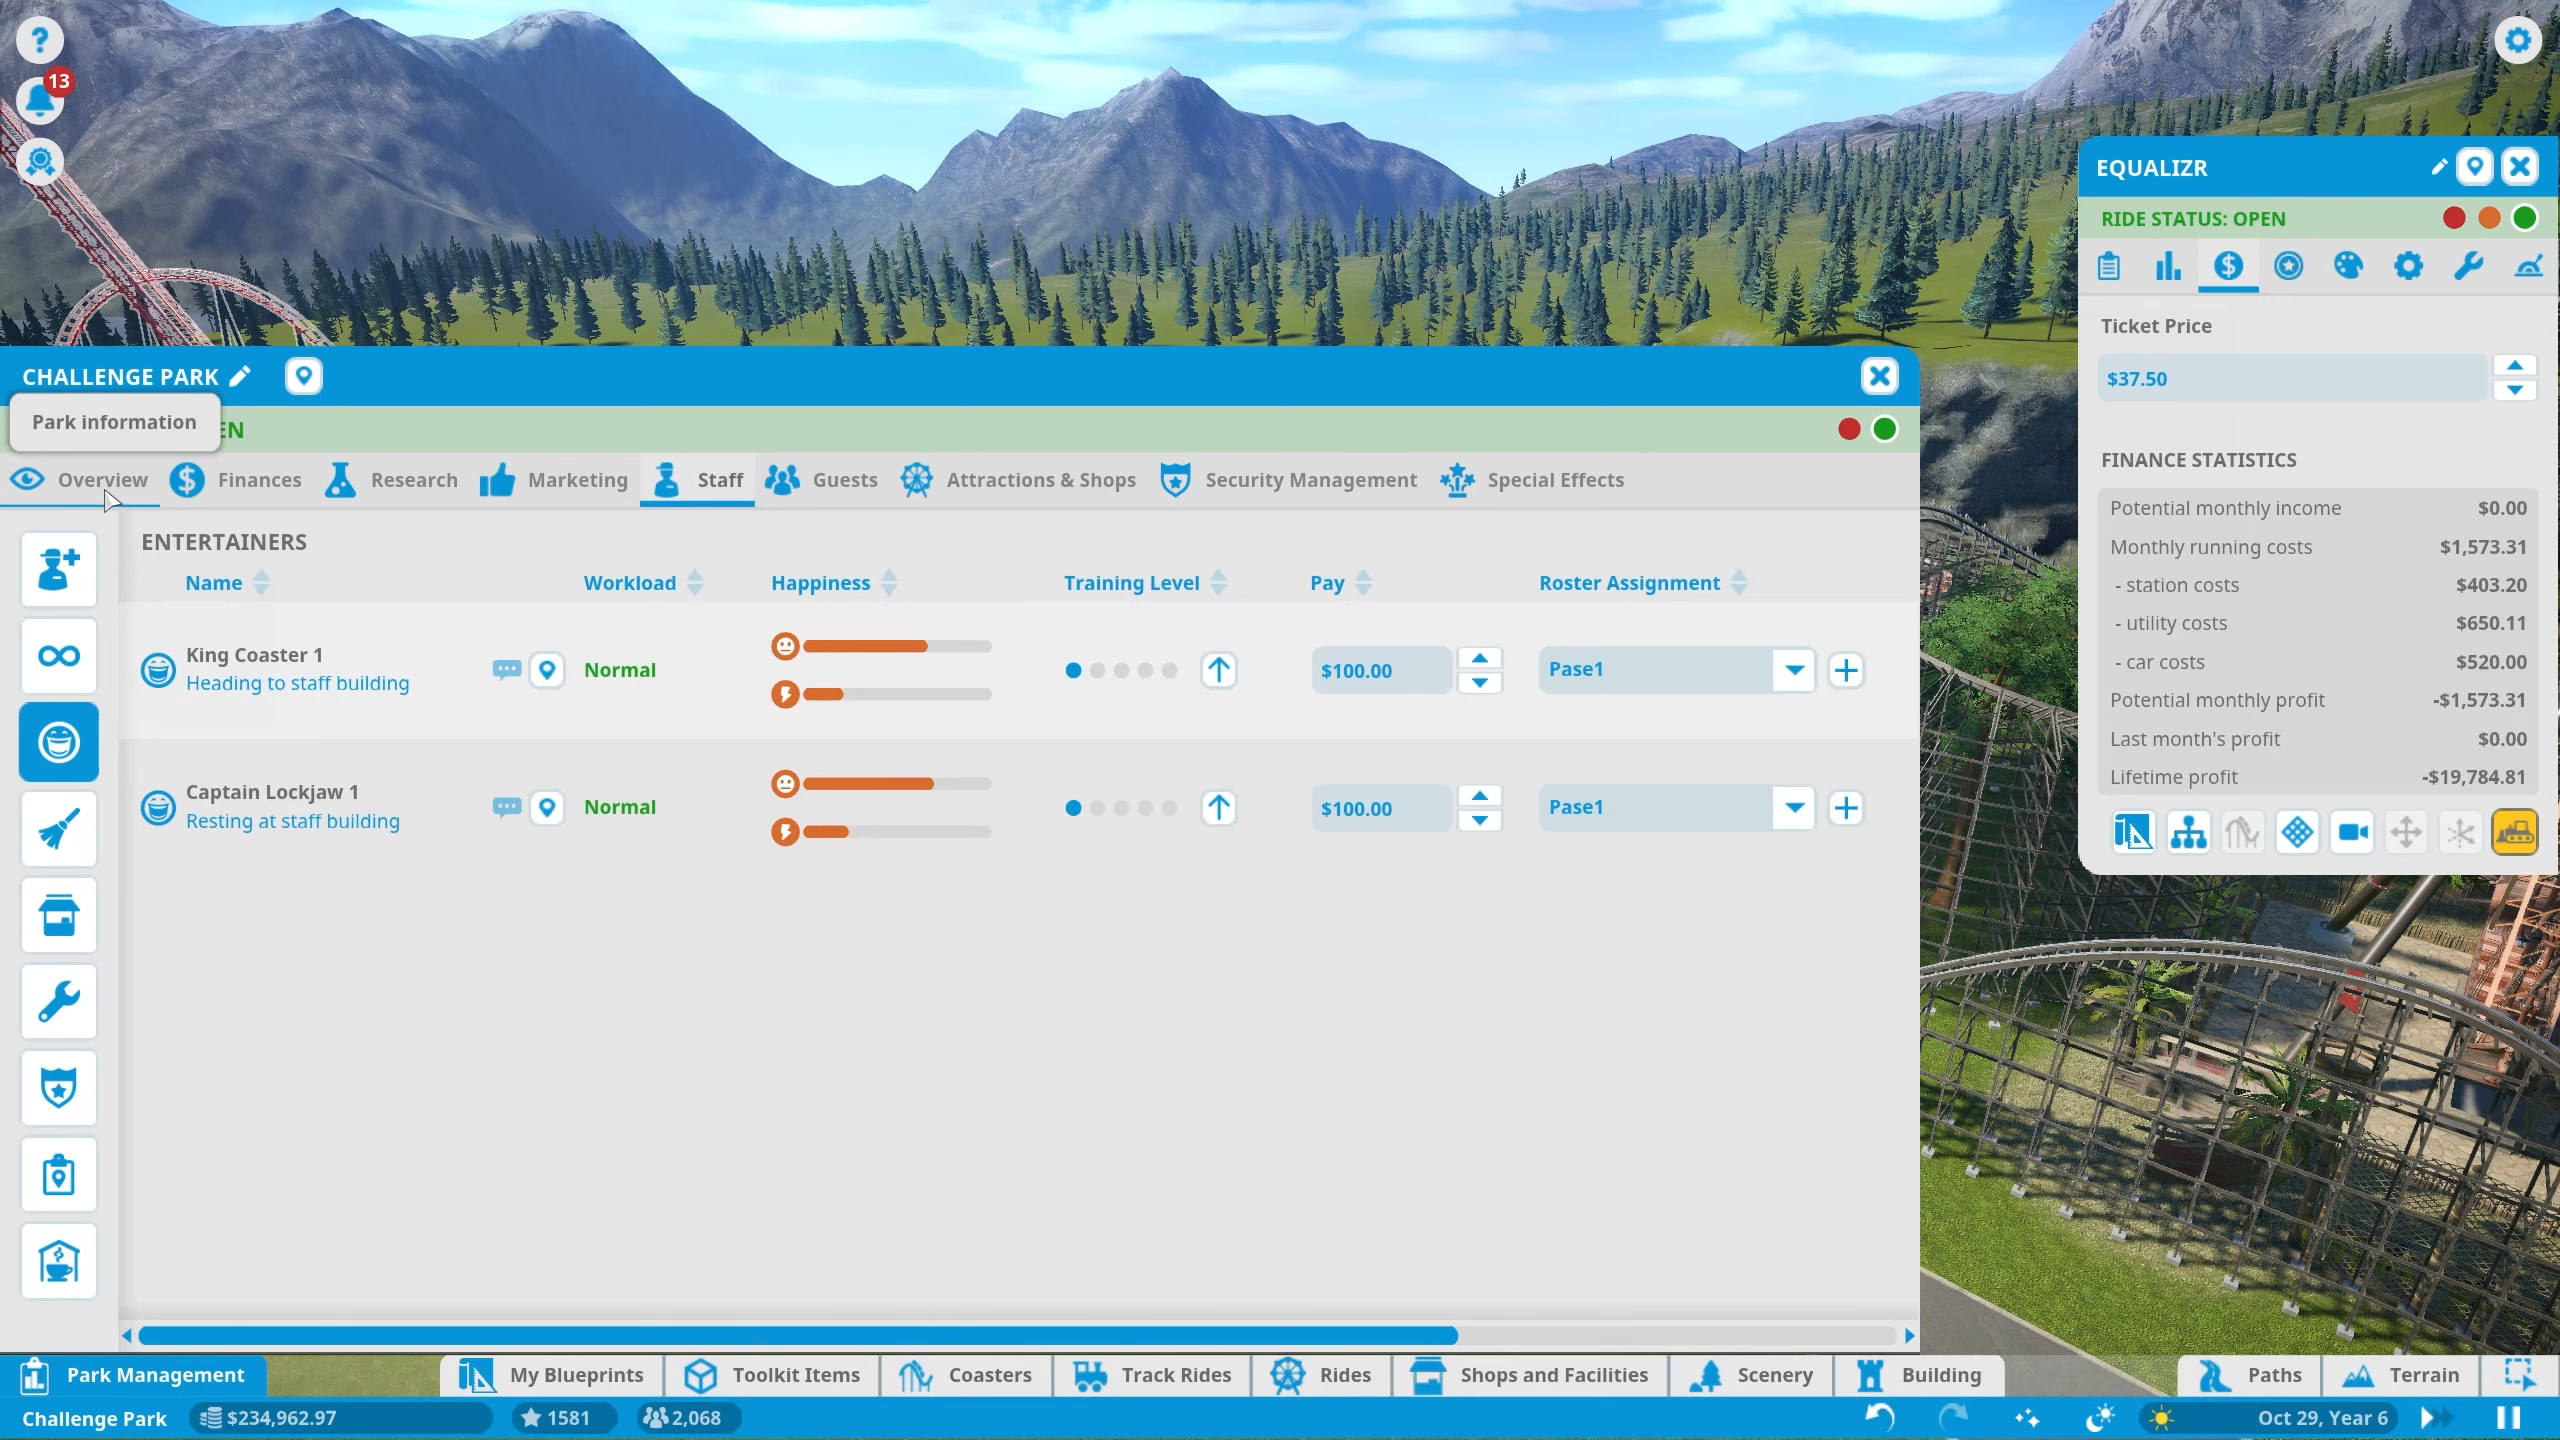 ?
13
CHALLENGE PARK
Park information
EN
Overview
Finances
Research
Marketing
Staff
Guests
Attractions & Shops
Security Management
Special Effects
ENTERTAINERS
Name
Workload
Happiness
Training Level
Pay
Roster Assignment
King Coaster 1
Heading to staff building
Normal
$100.00
Pase1
Captain Lockjaw 1
Resting at staff building
Normal
$100.00
Pase1
EQUALIZR
RIDE STATUS: OPEN
Ticket Price
$37.50
FINANCE STATISTICS
Potential monthly income $0.00
Monthly running costs $1,573.31
- station costs $403.20
- utility costs $650.11
- car costs $520.00
Potential monthly profit -$1,573.31
Last month's profit $0.00
Lifetime profit -$19,784.81
Park Management
My Blueprints
Toolkit Items
Coasters
Track Rides
Rides
Shops and Facilities
Scenery
Building
Paths
Terrain
Challenge Park
$234,962.97
1581
2,068
Oct 29, Year 6